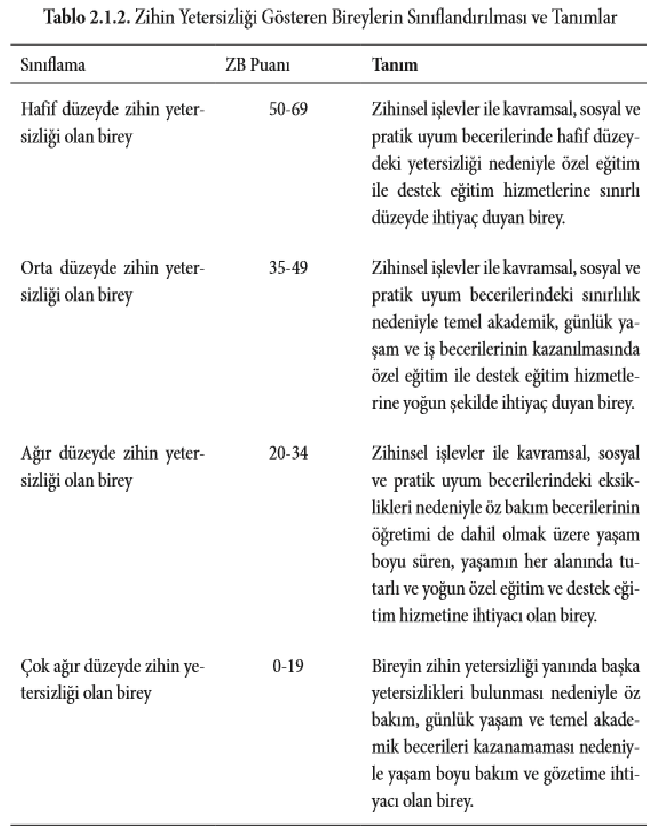 Tablo 2.1.2. Zihin Yetersizliği Gösteren Bireylerin Sınıflandırılması ve Tanımlar
Sınıflama ZB Puanı Tanım
Hafif düzeyde zihin yeter-
sizliği olan birey
50-69
Zihinsel işlevler ile kavramsal, sosyal ve
pratik uyum becerilerinde hafif düzey-
deki yetersizliği nedeniyle özel eğitim
ile destek eğitim hizmetlerine sınırlı
düzeyde ihtiyaç duyan birey.
Orta düzeyde zihin yeter-
sizliği olan birey
35-49
Zihinsel işlevler ile kavramsal, sosyal ve
pratik uyum becerilerindeki sınırlılık
nedeniyle temel akademik, günlük ya-
şam ve iş becerilerinin kazanılmasında
özel eğitim ile destek eğitim hizmetle-
rine yoğun şekilde ihtiyaç duyan birey.
Ağır düzeyde zihin yeter-
sizliği olan birey
20-34
Zihinsel işlevler ile kavramsal, sosyal
ve pratik uyum becerilerindeki eksik-
likleri nedeniyle öz bakım becerilerinin
öğretimi de dahil olmak üzere yaşam
boyu süren, yaşamın her alanında tu-
tarlı ve yoğun özel eğitim ve destek eği-
tim hizmetine ihtiyacı olan birey.
Çok ağır düzeyde zihin ye-
tersizliği olan birey
0-19
Bireyin zihin yetersizliği yanında başka
yetersizlikleri bulunması nedeniyle öz
bakım, günlük yaşam ve temel akade-
mik becerileri kazanamaması nedeniy-
le yaşam boyu bakım ve gözetime ihti-
yacı olan birey.